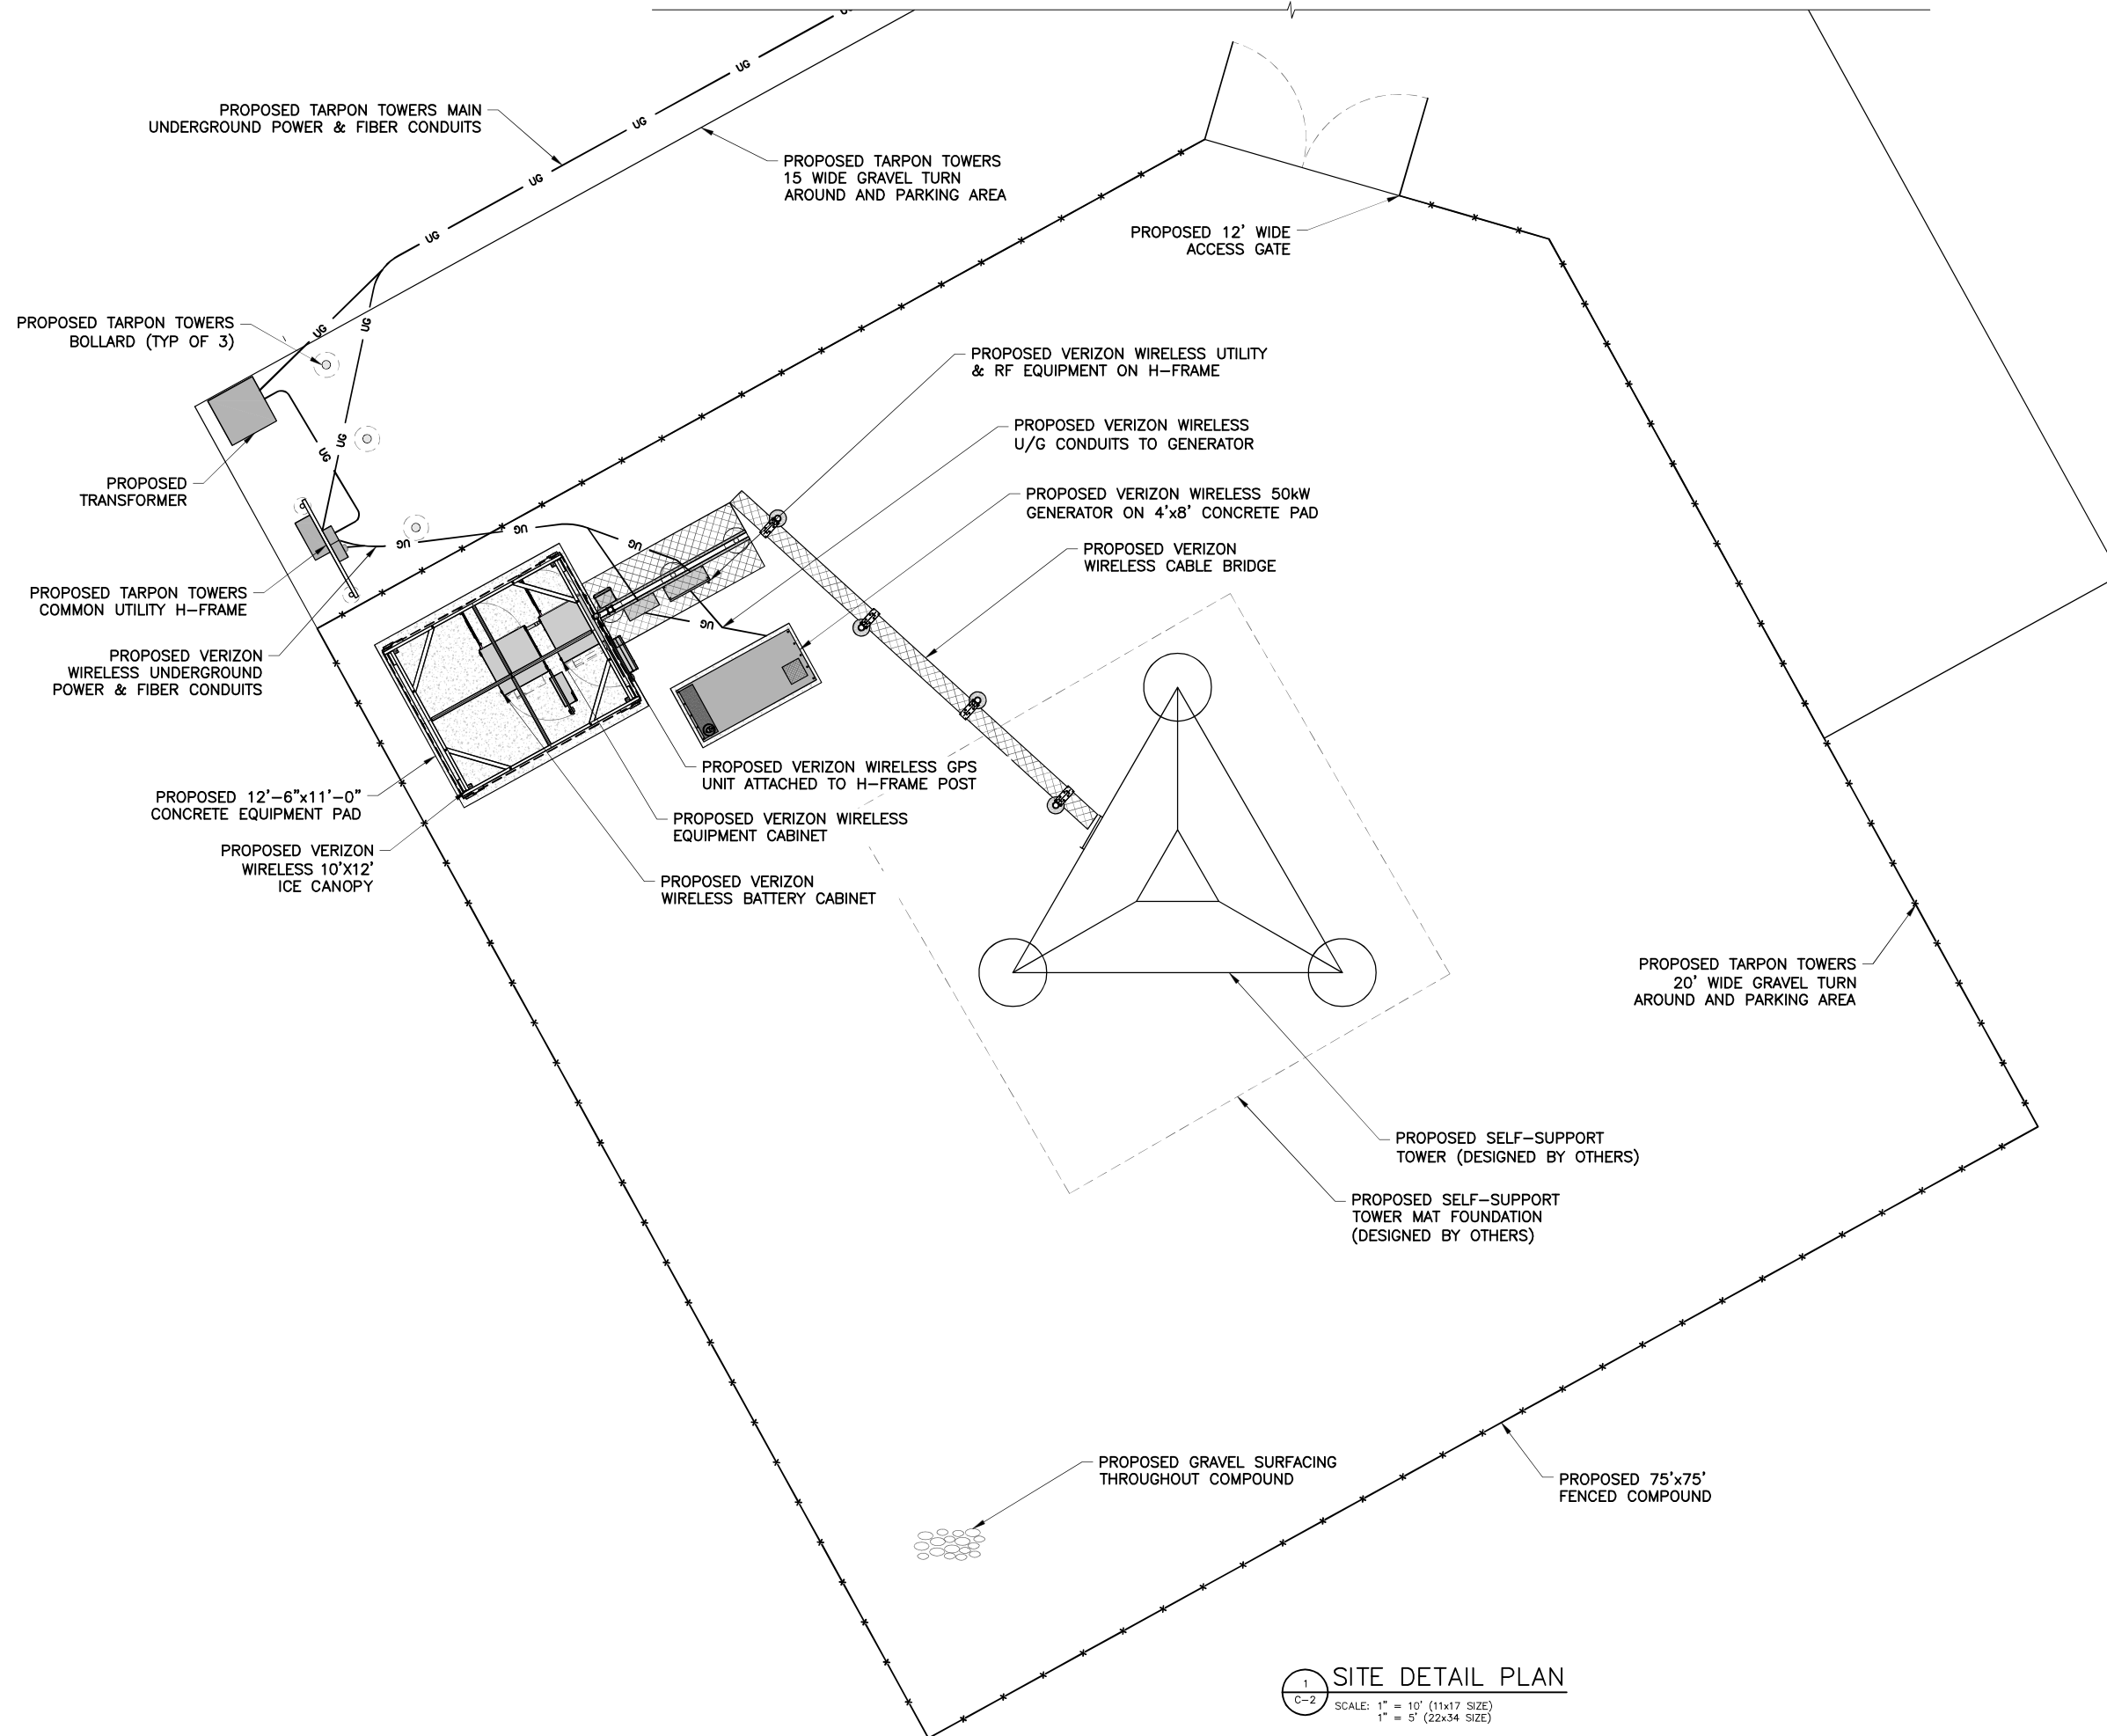 UG
UG
UG
UG
UG
PROPOSED TARPON TOWERS MAIN
UNDERGROUND POWER & FIBER CONDUITS
PROPOSED TARPON TOWERS
15 WIDE GRAVEL TURN
AROUND AND PARKING AREA
PROPOSED 12' WIDE
ACCESS GATE
PROPOSED TARPON TOWERS
BOLLARD (TYP OF 3)
UG
UG
UG
UG
PROPOSED VERIZON WIRELESS UTILITY
& RF EQUIPMENT ON H-FRAME
PROPOSED VERIZON WIRELESS
U/G CONDUITS TO GENERATOR
PROPOSED
TRANSFORMER
PROPOSED VERIZON WIRELESS 50kW
GENERATOR ON 4'x8' CONCRETE PAD
UG
UG
UG
UG
PROPOSED VERIZON
WIRELESS CABLE BRIDGE
PROPOSED TARPON TOWERS
COMMON UTILITY H-FRAME
PROPOSED VERIZON
WIRELESS UNDERGROUND
POWER & FIBER CONDUITS
PROPOSED VERIZON WIRELESS GPS
UNIT ATTACHED TO H-FRAME POST
PROPOSED 12'-6"x11'-0"
CONCRETE EQUIPMENT PAD
PROPOSED VERIZON WIRELESS
EQUIPMENT CABINET
PROPOSED VERIZON
WIRELESS 10'X12'
ICE CANOPY
PROPOSED VERIZON
WIRELESS BATTERY CABINET
PROPOSED TARPON TOWERS
20' WIDE GRAVEL TURN
AROUND AND PARKING AREA
PROPOSED SELF-SUPPORT
TOWER (DESIGNED BY OTHERS)
PROPOSED SELF-SUPPORT
TOWER MAT FOUNDATION
(DESIGNED BY OTHERS)
PROPOSED GRAVEL SURFACING
THROUGHOUT COMPOUND
PROPOSED 75'x75'
FENCED COMPOUND
1
C-2
SITE DETAIL PLAN
SCALE: 1" = 10' (11x17 SIZE)
1" = 5' (22x34 SIZE)